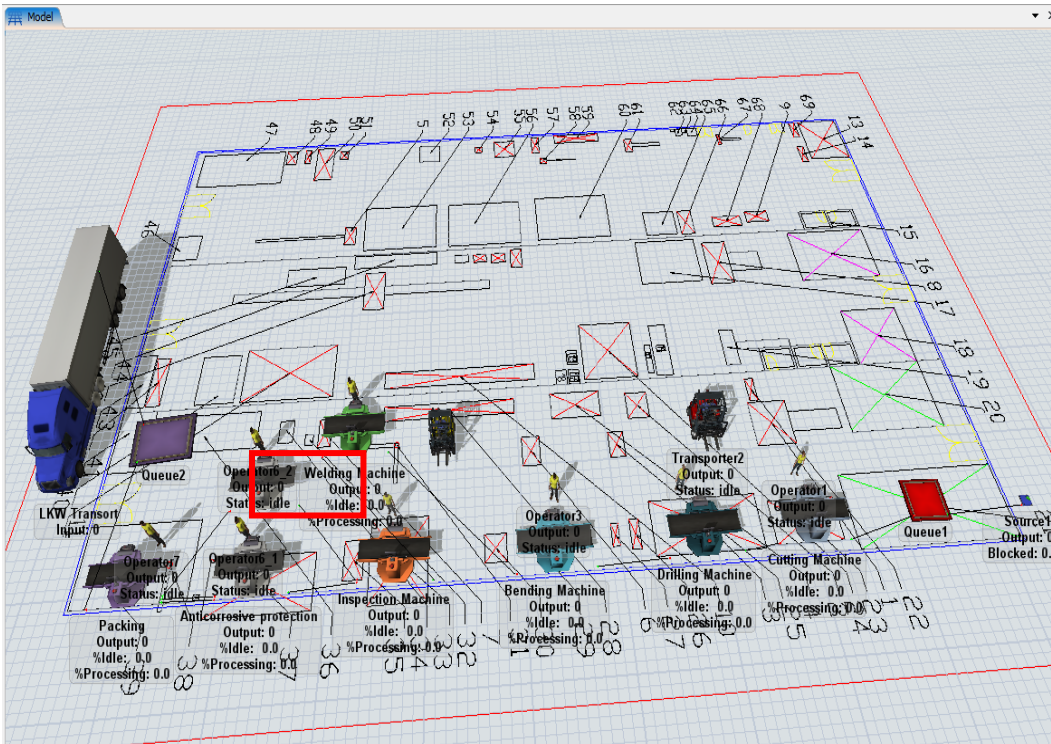 Model
47
48
49
50
51
5
52
53
54
55
56
57
58
59
60
61
62
63
64
65
66
67
68
9
69
13
14
46
15
16
8
17
18
19
20
Queue2
LKW Transort
Input: 0
Operator6_2
Output: 0
Status: idle
Welding Machine
Output: 0
%Idle: 0.0
%Processing: 0.0
Transporter2
Output: 0
Status: idle
Operator1
Output: 0
Status: idle
Operator3
Output: 0
Status: idle
Queue1
Source1
Output: 0
Blocked: 0.
Operator7
Output: 0
Status: idle
Operator6_1
Output: 0
Status: idle
Cutting Machine
Output: 0
%Idle: 0.0
%Processing: 0.0
Drilling Machine
Output: 0
%Idle: 0.0
%Processing: 0.0
Bending Machine
Output: 0
%Idle: 0.0
%Processing: 0.0
Inspection Machine
Output: 0
%Idle: 0.0
%Processing: 0.0
Anticorrosive protection
Output: 0
%Idle: 0.0
%Processing: 0.0
Packing
Output: 0
%Idle: 0.0
%Processing: 0.0
22
23
28
32
36
37
38